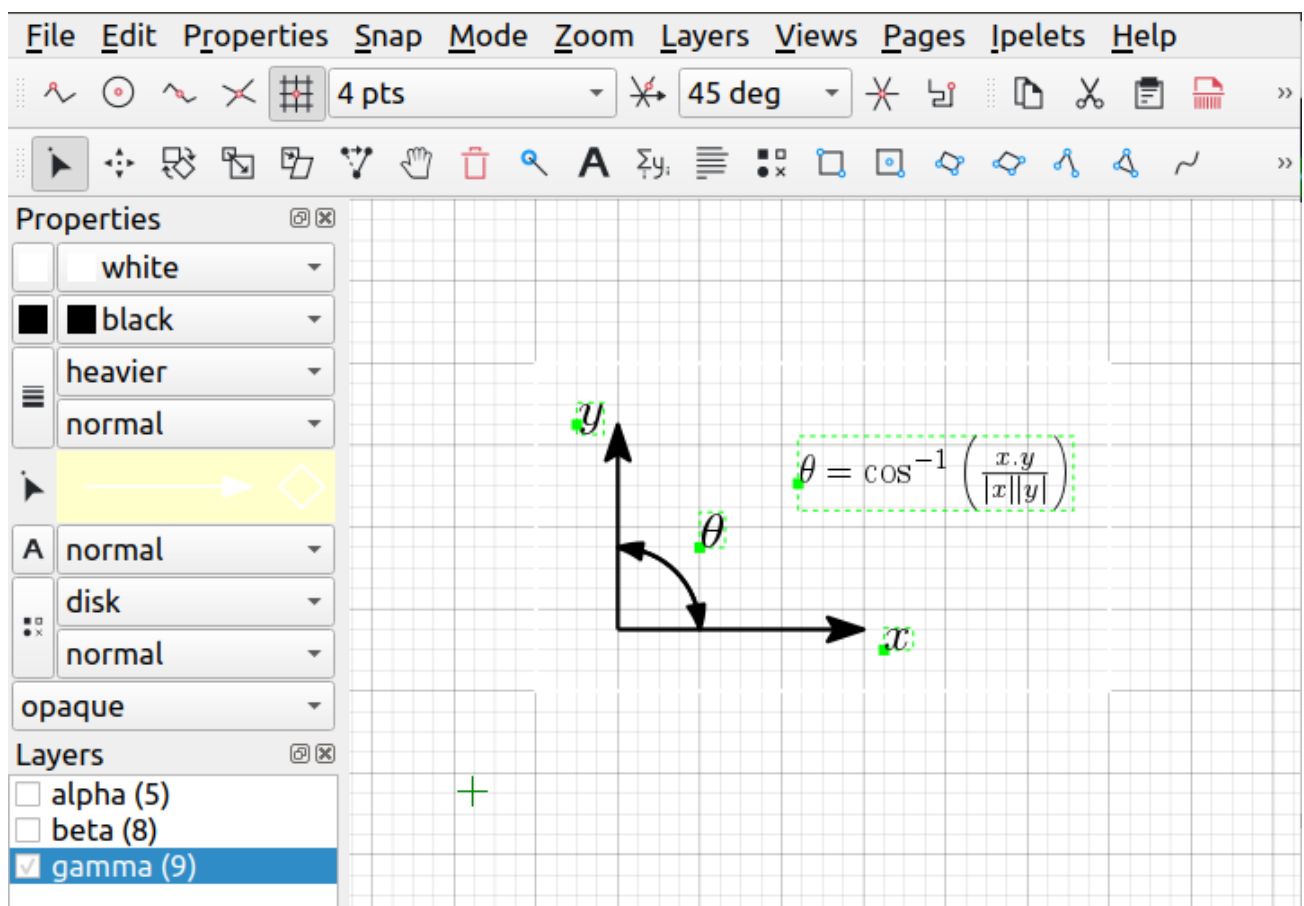 File Edit Properties Snap Mode Zoom Layers Views Pages Ipelets Help
4 pts 45 deg
A Σyᵢ
Properties
white
black
heavier
normal
A normal
disk
normal
opaque
Layers
alpha (5)
beta (8)
gamma (9)
y
θ = cos⁻¹ (x.y / |x||y|)
θ
x